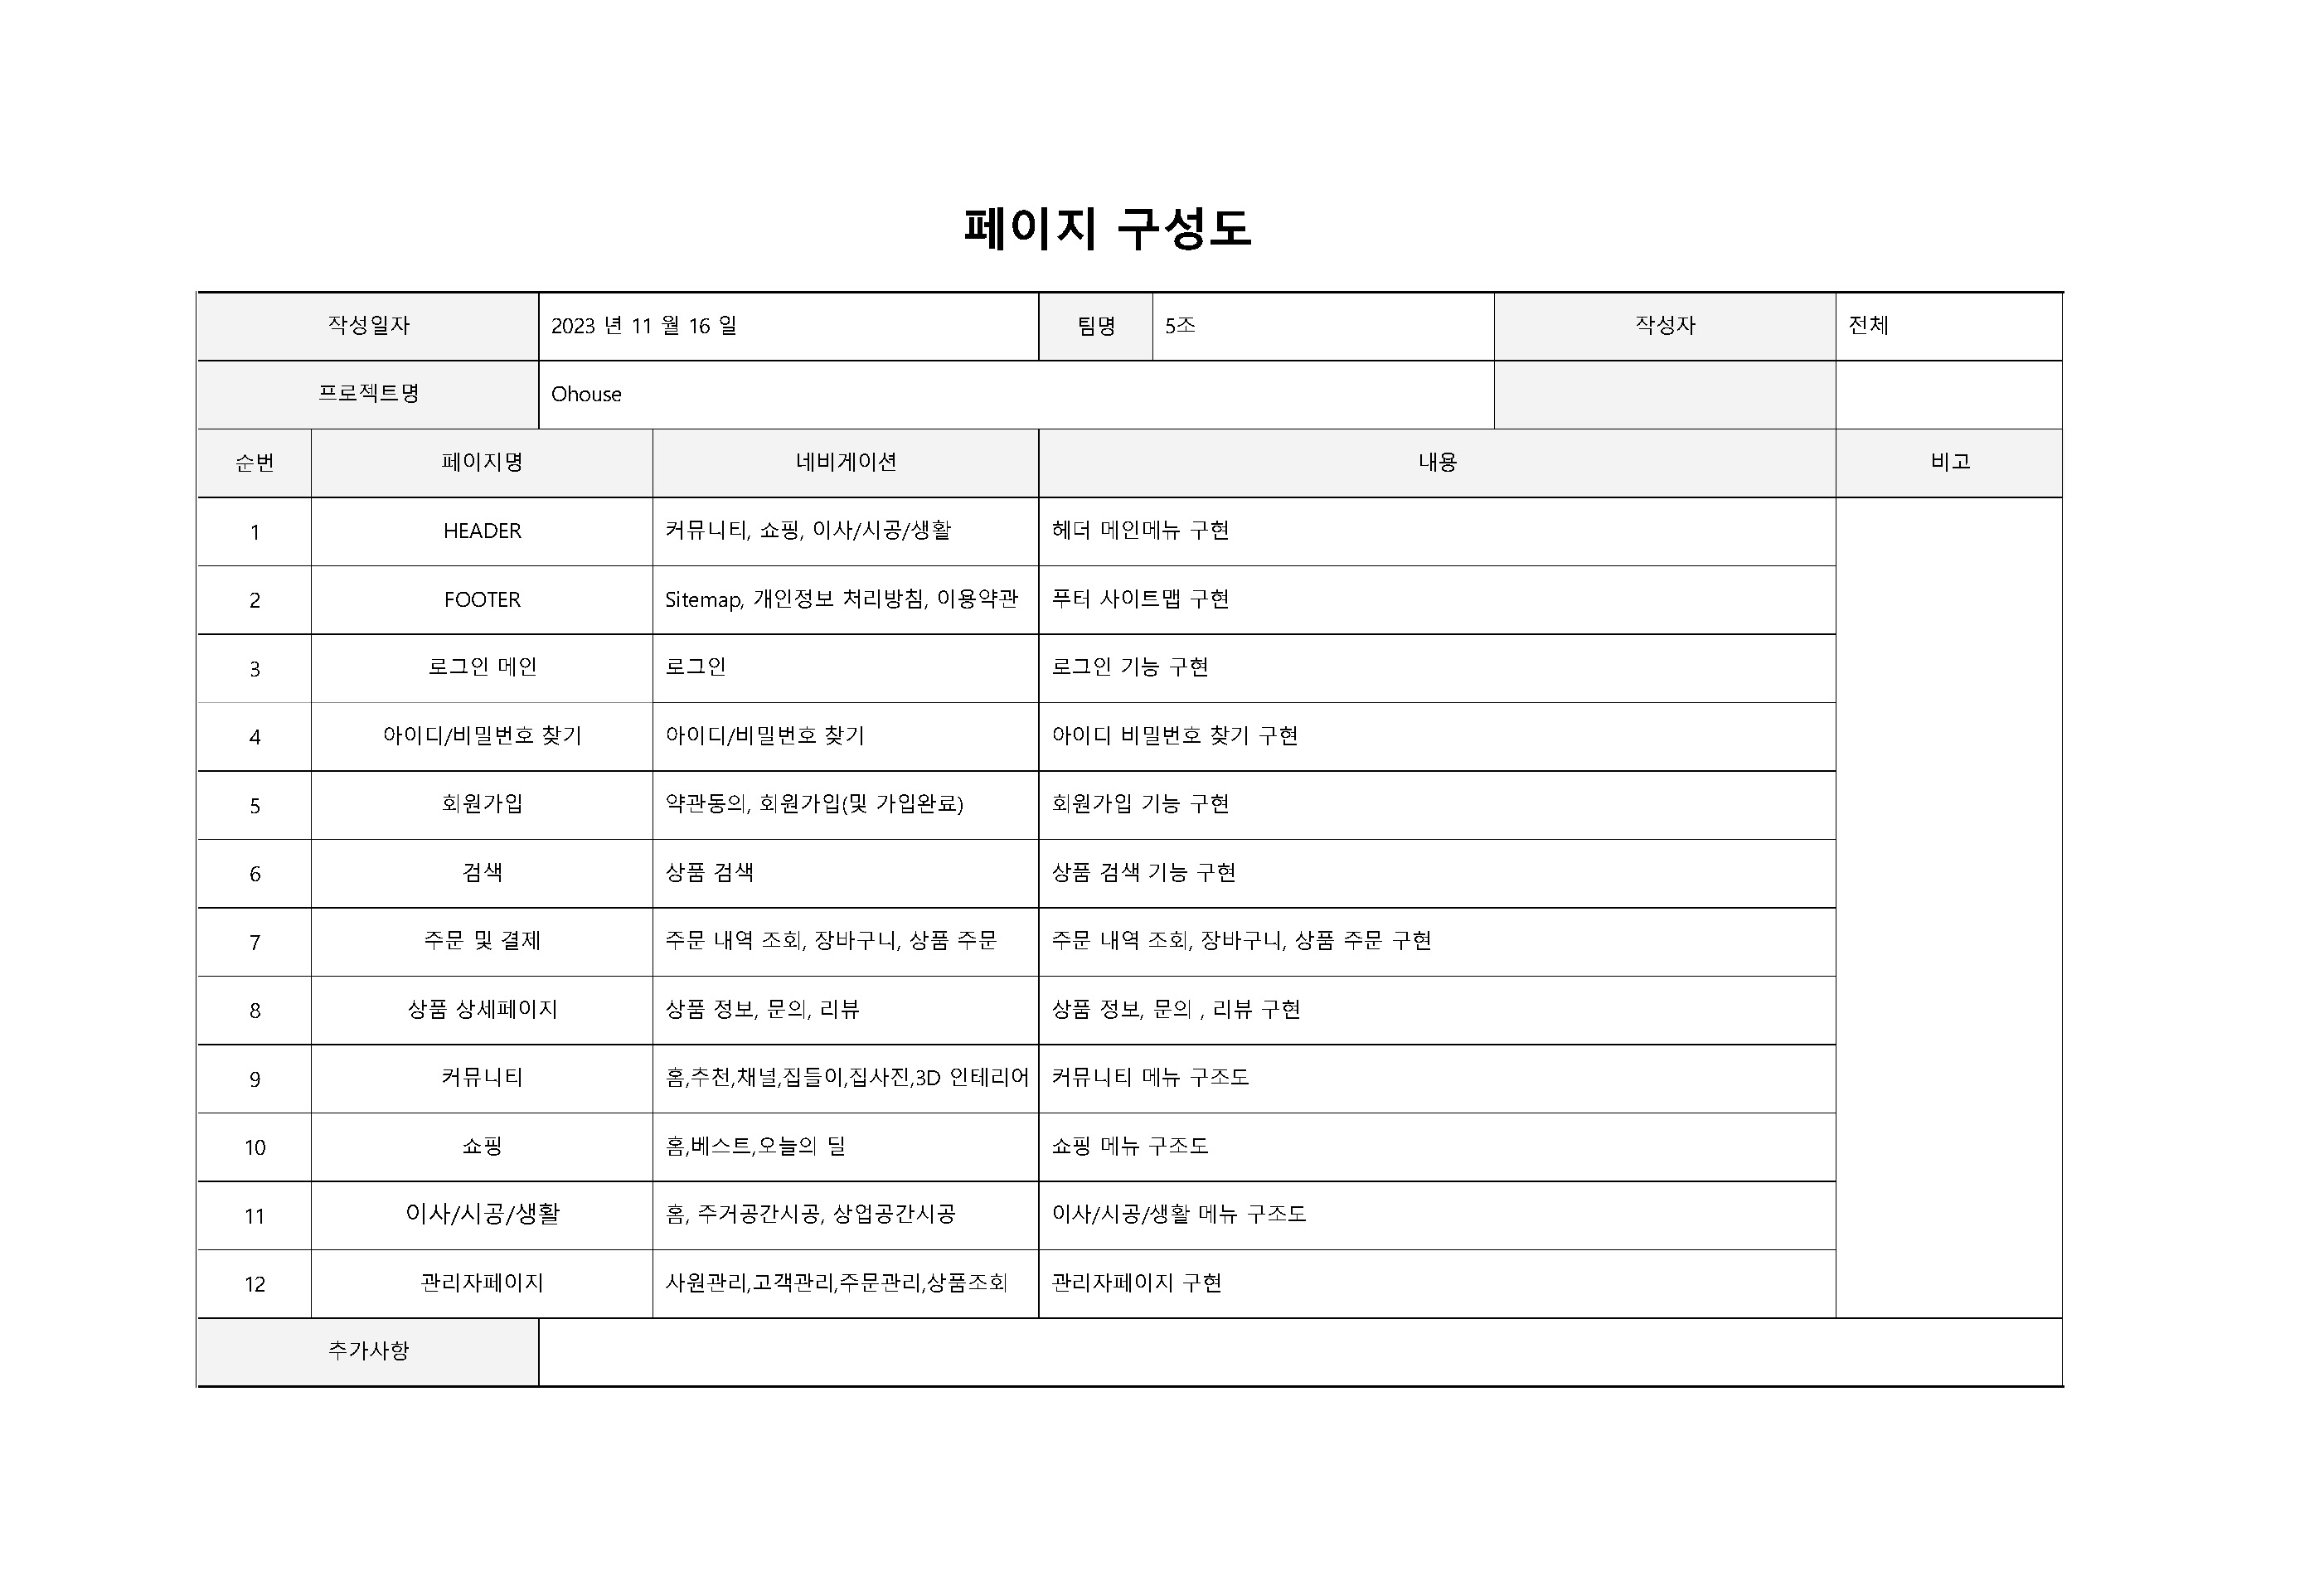 페이지 구성도
작성일자 2023 년 11 월 16 일 팀명 5조 작성자 전체
프로젝트명 Ohouse
순번 페이지명 네비게이션 내용 비고
1 HEADER 커뮤니티, 쇼핑, 이사/시공/생활 헤더 메인메뉴 구현
2 FOOTER Sitemap, 개인정보 처리방침, 이용약관 푸터 사이트맵 구현
3 로그인 메인 로그인 로그인 기능 구현
4 아이디/비밀번호 찾기 아이디/비밀번호 찾기 아이디 비밀번호 찾기 구현
5 회원가입 약관동의, 회원가입(및 가입완료) 회원가입 기능 구현
6 검색 상품 검색 상품 검색 기능 구현
7 주문 및 결제 주문 내역 조회, 장바구니, 상품 주문 주문 내역 조회, 장바구니, 상품 주문 구현
8 상품 상세페이지 상품 정보, 문의, 리뷰 상품 정보, 문의 , 리뷰 구현
9 커뮤니티 홈,추천,채널,집들이,집사진,3D 인테리어 커뮤니티 메뉴 구조도
10 쇼핑 홈,베스트,오늘의 딜 쇼핑 메뉴 구조도
11 이사/시공/생활 홈, 주거공간시공, 상업공간시공 이사/시공/생활 메뉴 구조도
12 관리자페이지 사원관리,고객관리,주문관리,상품조회 관리자페이지 구현
추가사항